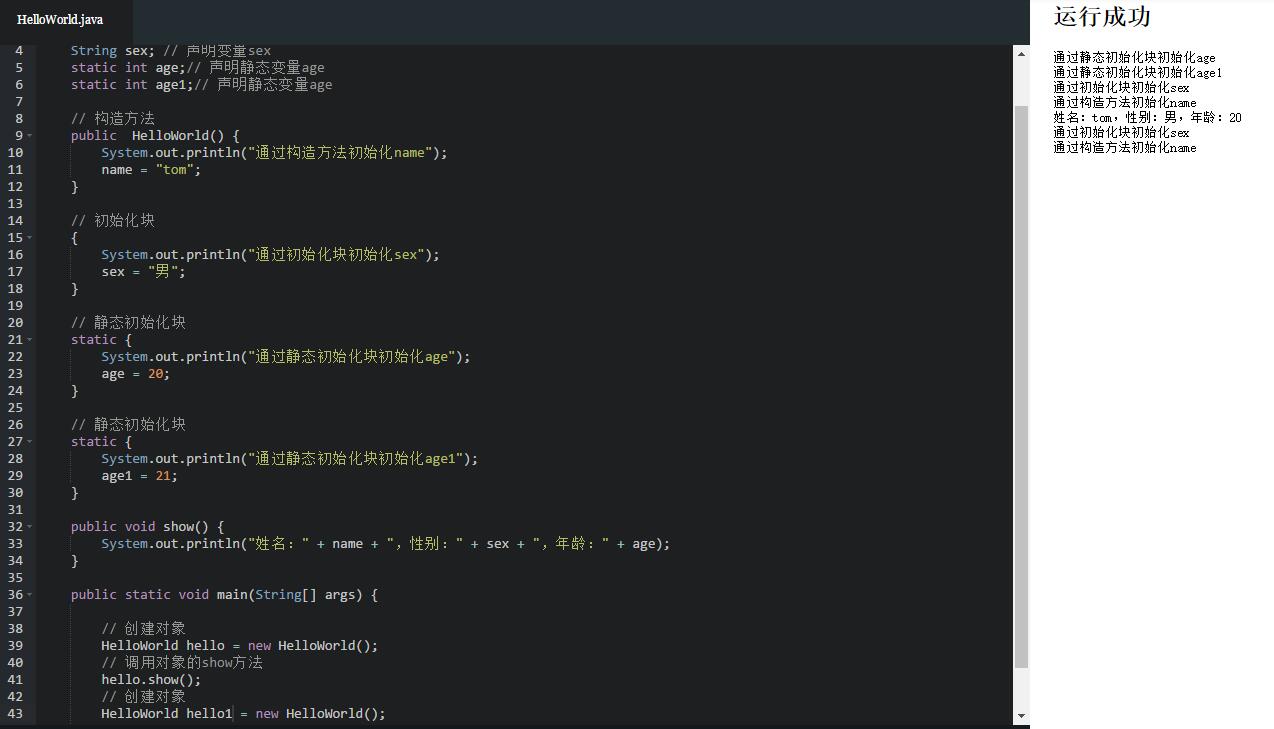 HelloWorld.java
4 String sex; // 声明变量sex
5 static int age;// 声明静态变量age
6 static int age1;// 声明静态变量age
7
8 // 构造方法
9 public  HelloWorld() {
10 System.out.println("通过构造方法初始化name");
11 name = "tom";
12 }
13
14 // 初始化块
15 {
16 System.out.println("通过初始化块初始化sex");
17 sex = "男";
18 }
19
20 // 静态初始化块
21 static {
22 System.out.println("通过静态初始化块初始化age");
23 age = 20;
24 }
25
26 // 静态初始化块
27 static {
28 System.out.println("通过静态初始化块初始化age1");
29 age1 = 21;
30 }
31
32 public void show() {
33 System.out.println("姓名：" + name + "，性别：" + sex + "，年龄：" + age);
34 }
35
36 public static void main(String[] args) {
37
38 // 创建对象
39 HelloWorld hello = new HelloWorld();
40 // 调用对象的show方法
41 hello.show();
42 // 创建对象
43 HelloWorld hello1 = new HelloWorld();
运行成功
通过静态初始化块初始化age
通过静态初始化块初始化age1
通过初始化块初始化sex
通过构造方法初始化name
姓名：tom，性别：男，年龄：20
通过初始化块初始化sex
通过构造方法初始化name